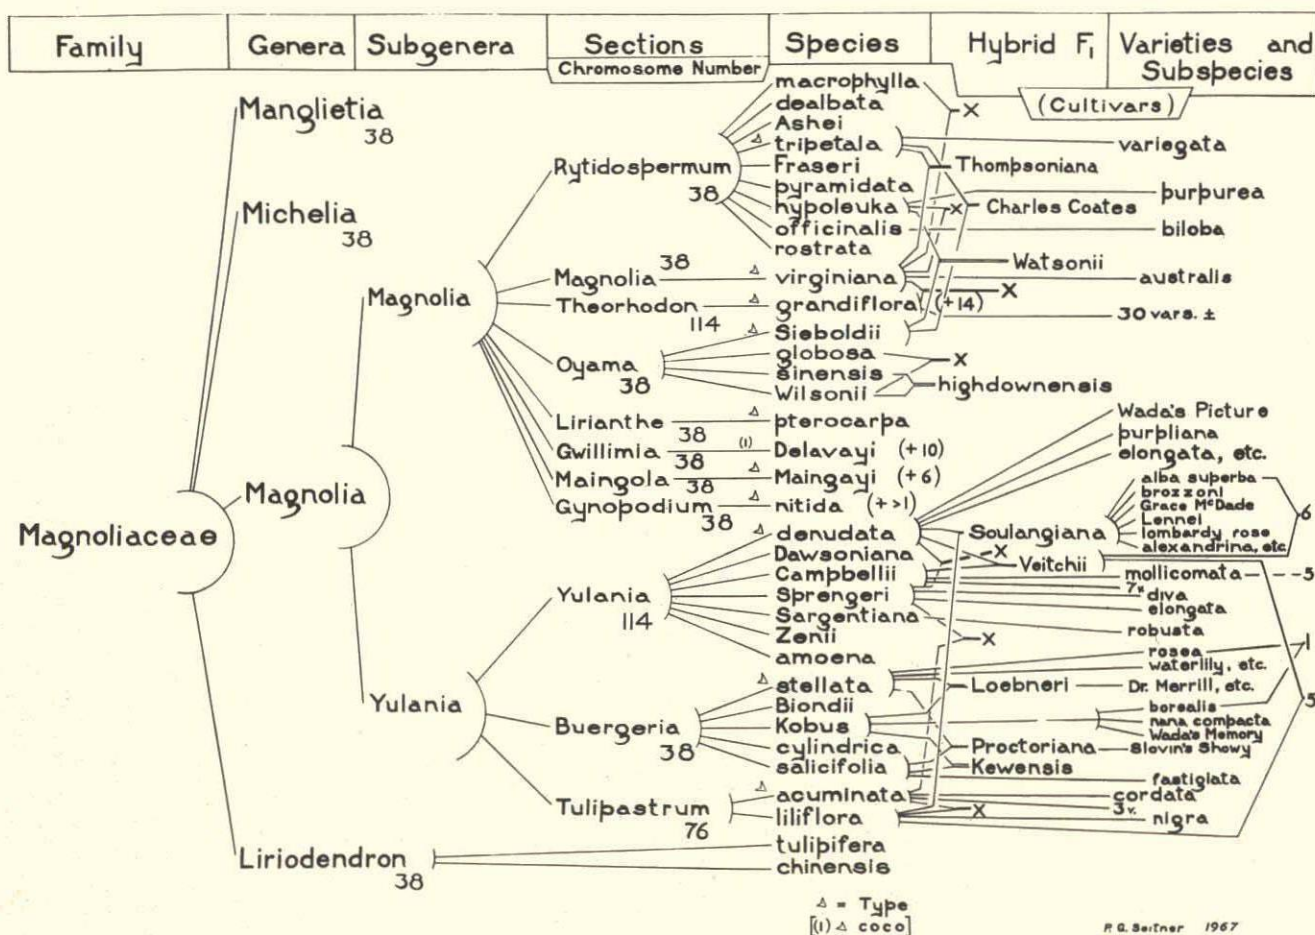 Family
Genera
Subgenera
Sections
Chromosome Number
Species
Hybrid F1
Varieties and
Subspecies
(Cultivars)
Magnoliaceae
Manglietia
38
Michelia
38
Magnolia
Liriodendron
38
Magnolia
Yulania
Rytidospermum
38
Magnolia 38
Theorhodon
114
Oyama
38
Lirianthe
38
Gwillimia
38
Maingola
38
Gynopodium
38
Yulania
114
Buergeria
38
Tulipastrum
76
macrophylla
dealbata
Ashei
Δ tripetala
Fraseri
pyramidata
hypoleuka
officinalis
rostrata
Δ virginiana
Δ grandiflora (+14)
Δ Sieboldii
globosa
sinensis
Wilsonii
Δ pterocarpa
(1) Delavayi (+10)
Δ Maingayi (+6)
Δ nitida (+>1)
Δ denudata
Dawsoniana
Campbellii
Sprengeri
Sargentiana
Zenii
amoena
Δ stellata
Biondii
Kobus
cylindrica
salicifolia
Δ acuminata
liliflora
tulipifera
chinensis
X
Thompsoniana
X Charles Coates
Watsonii
X
X
highdownensis
Soulangiana
X
Veitchii
X
Loebneri
Proctoriana
Kewensis
X
variegata
purpurea
biloba
australis
30 vars. ±
Wada's Picture
purpliana
elongata, etc.
alba superba
brozzoni
Grace McDade
Lennei
lombardy rose
alexandrina, etc.
6
mollicomata 5
7x
diva
elongata
robusta
rosea
waterlily, etc.
1
Dr. Merrill, etc.
borealis
5
nana compacta
Wada's Memory
Slovin's Showy
fastigiata
cordata
3v.
nigra
Δ = Type
[(1) Δ coco]
P. G. Seitner 1967